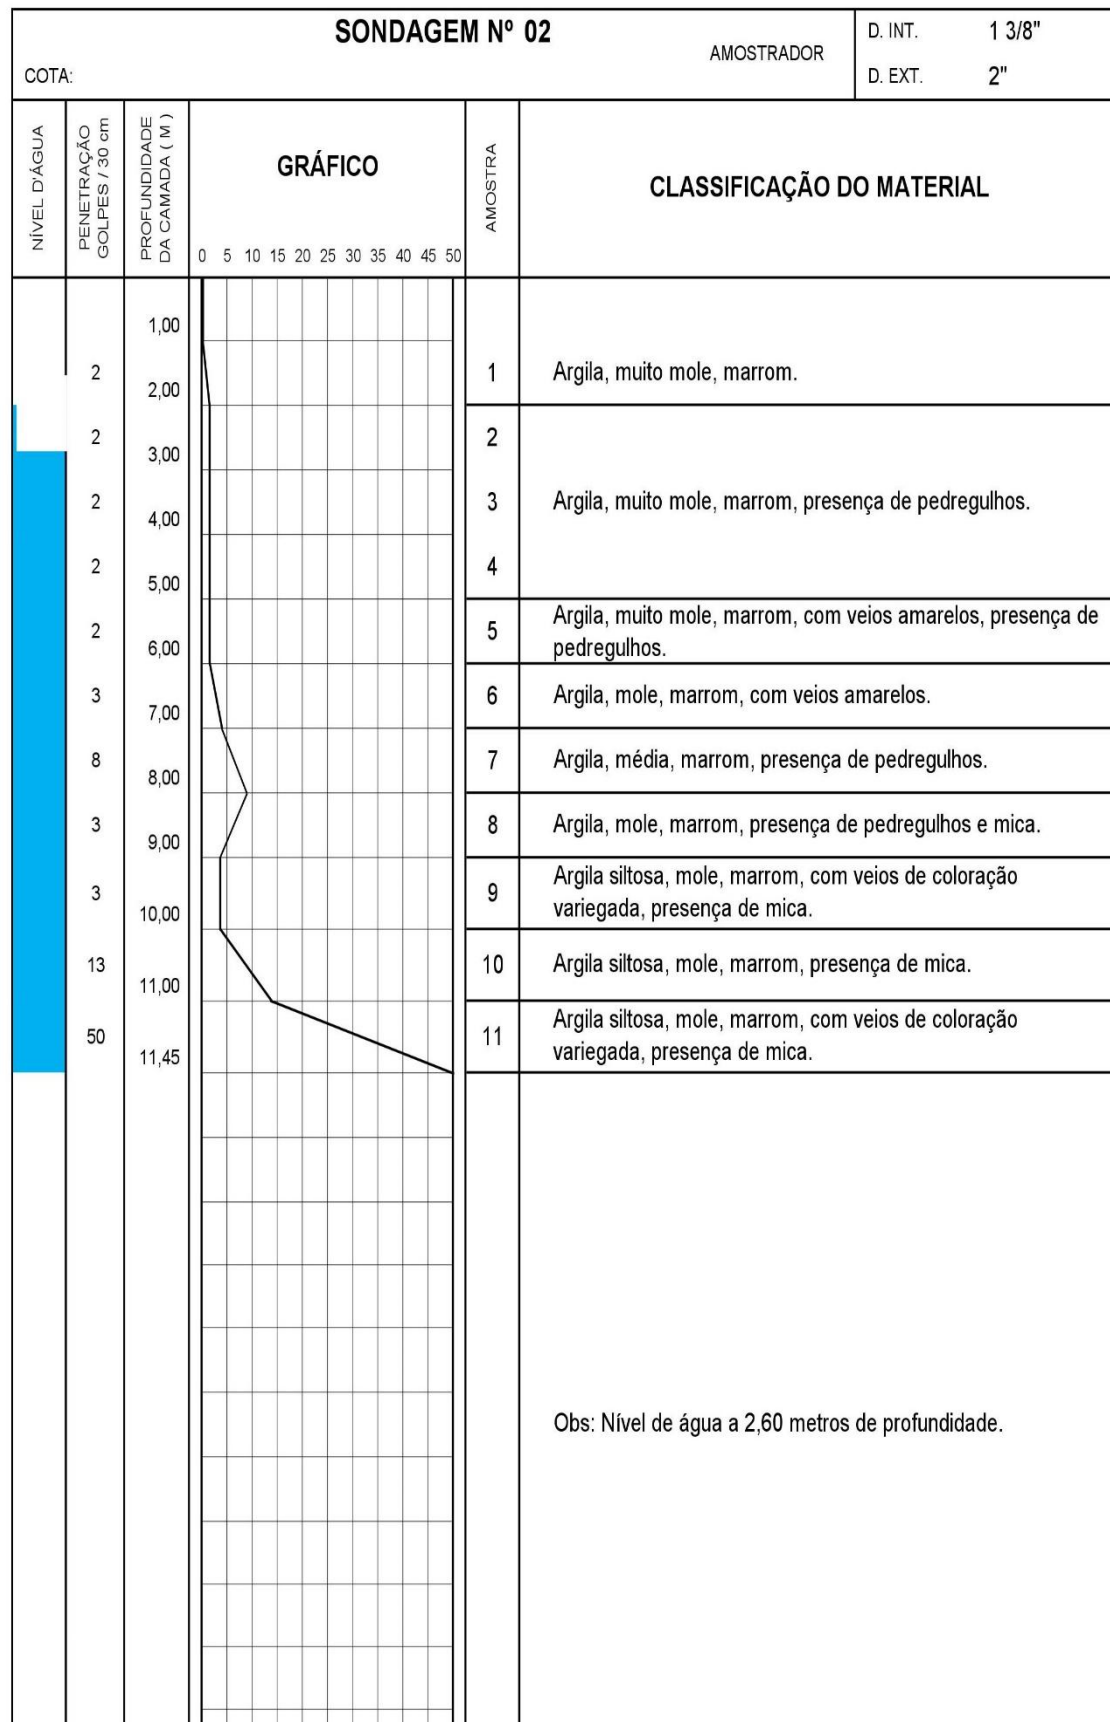 SONDAGEM Nº 02
COTA:
AMOSTRADOR
D. INT. 1 3/8"
D. EXT. 2"
NÍVEL D'ÁGUA
PENETRAÇÃO
GOLPES / 30 cm
PROFUNDIDADE
DA CAMADA ( M )
GRÁFICO
0 5 10 15 20 25 30 35 40 45 50
AMOSTRA
CLASSIFICAÇÃO DO MATERIAL
1,00
2 1 Argila, muito mole, marrom.
2,00
2 2
3,00
2 3 Argila, muito mole, marrom, presença de pedregulhos.
4,00
2 4
5,00
2 5 Argila, muito mole, marrom, com veios amarelos, presença de
pedregulhos.
6,00
3 6 Argila, mole, marrom, com veios amarelos.
7,00
8 7 Argila, média, marrom, presença de pedregulhos.
8,00
3 8 Argila, mole, marrom, presença de pedregulhos e mica.
9,00
3 9 Argila siltosa, mole, marrom, com veios de coloração
variegada, presença de mica.
10,00
13 10 Argila siltosa, mole, marrom, presença de mica.
11,00
50 11 Argila siltosa, mole, marrom, com veios de coloração
variegada, presença de mica.
11,45
Obs: Nível de água a 2,60 metros de profundidade.